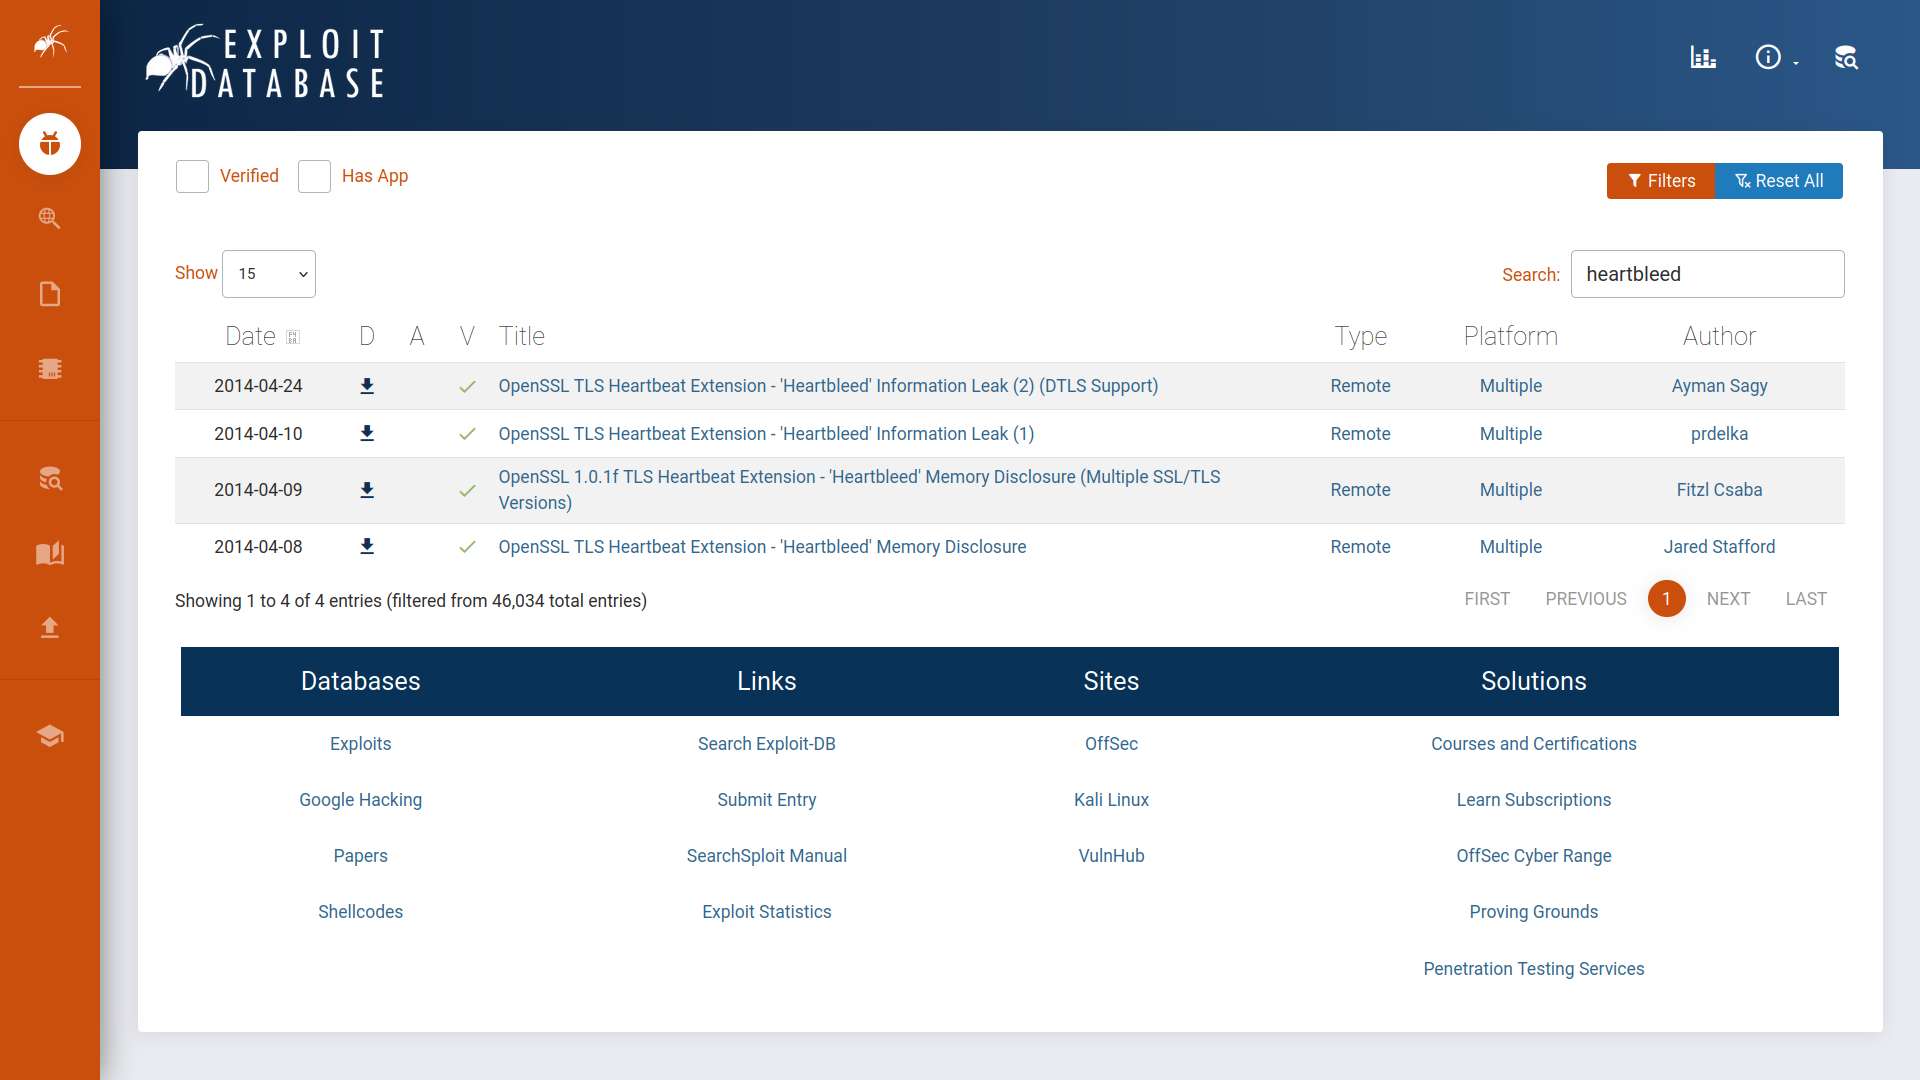 EXPLOIT
DATABASE
Verified
Has App
Filters
Reset All
Show
15
Search:
heartbleed
Date D A V Title Type Platform Author
2014-04-24 OpenSSL TLS Heartbeat Extension - 'Heartbleed' Information Leak (2) (DTLS Support) Remote Multiple Ayman Sagy
2014-04-10 OpenSSL TLS Heartbeat Extension - 'Heartbleed' Information Leak (1) Remote Multiple prdelka
2014-04-09 OpenSSL 1.0.1f TLS Heartbeat Extension - 'Heartbleed' Memory Disclosure (Multiple SSL/TLS
Versions) Remote Multiple Fitzl Csaba
2014-04-08 OpenSSL TLS Heartbeat Extension - 'Heartbleed' Memory Disclosure Remote Multiple Jared Stafford
Showing 1 to 4 of 4 entries (filtered from 46,034 total entries)
FIRST PREVIOUS 1 NEXT LAST
Databases Links Sites Solutions
Exploits Search Exploit-DB OffSec Courses and Certifications
Google Hacking Submit Entry Kali Linux Learn Subscriptions
Papers SearchSploit Manual VulnHub OffSec Cyber Range
Shellcodes Exploit Statistics Proving Grounds
Penetration Testing Services